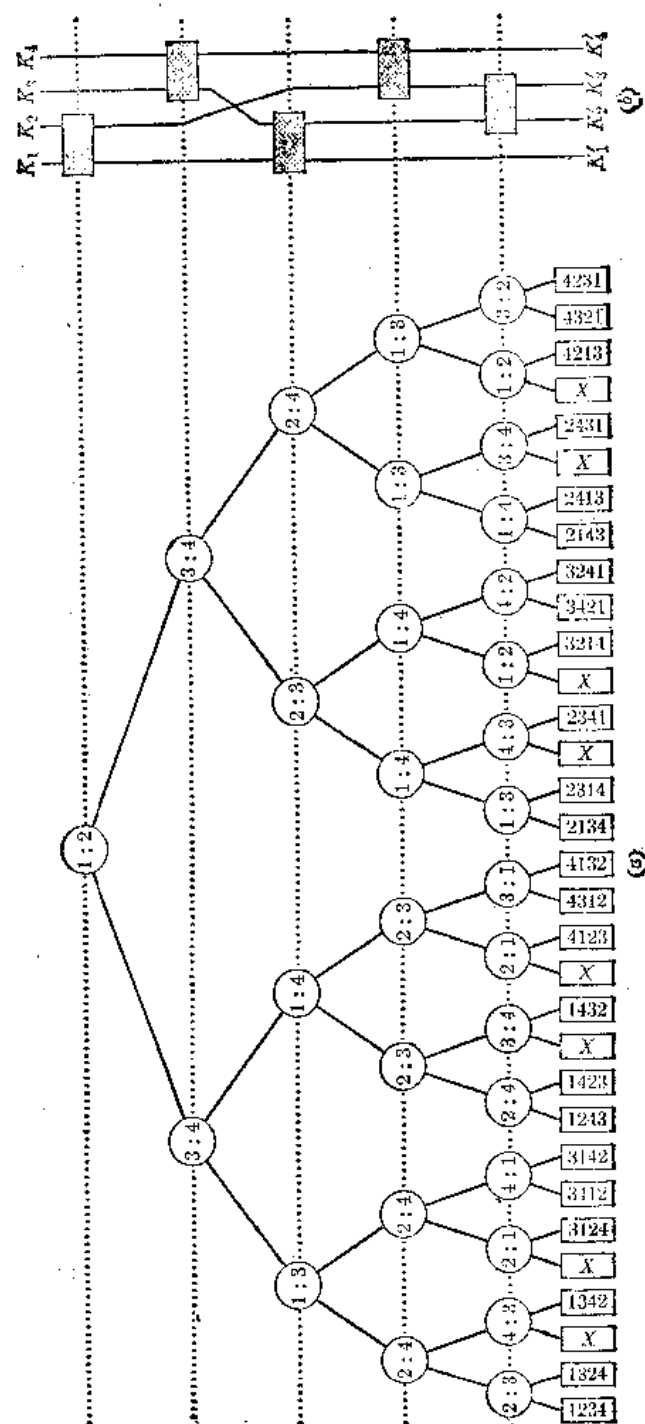 K₁ K₂ K₃ K₄
1:2
3:4 3:4
1:3 1:4 2:3 2:4
2:4 2:4 2:3 2:3 1:4 1:4 1:3 1:3
2:3 4:3 2:1 4:1 2:4 3:4 2:1 3:1 1:3 4:3 1:2 4:2 1:4 3:4 1:2 3:2
1234 1324 X 1342 X 3124 3412 3142 1243 1423 X 1432 X 4123 4312 4132 2134 2314 X 2341 X 3214 3421 3241 2143 2413 X 2431 X 4213 4321 4231
K′₁ K′₂ K′₃ K′₄
(a) (b)